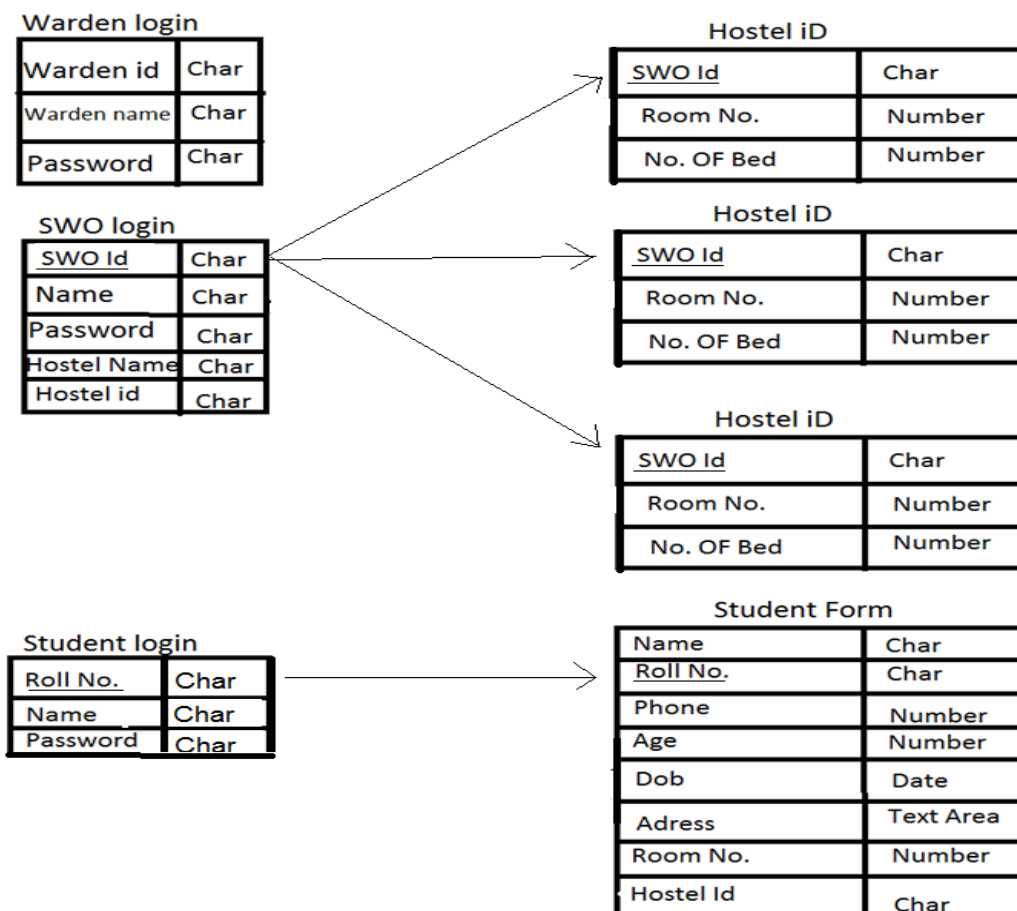 Warden login
Warden id Char
Warden name Char
Password Char
SWO login
SWO Id Char
Name Char
Password Char
Hostel Name Char
Hostel id Char
Hostel iD
SWO Id Char
Room No. Number
No. OF Bed Number
Hostel iD
SWO Id Char
Room No. Number
No. OF Bed Number
Hostel iD
SWO Id Char
Room No. Number
No. OF Bed Number
Student login
Roll No. Char
Name Char
Password Char
Student Form
Name Char
Roll No. Char
Phone Number
Age Number
Dob Date
Adress Text Area
Room No. Number
Hostel Id Char